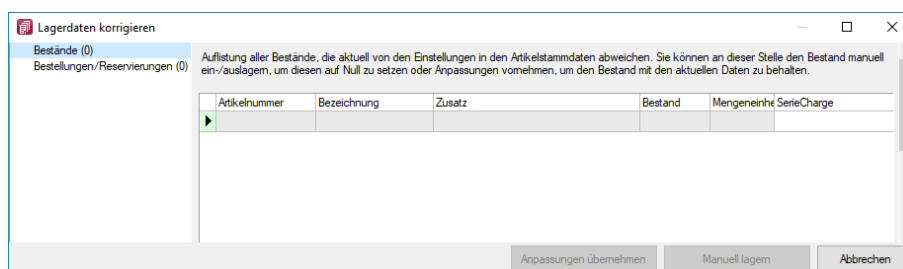 Lagerdaten korrigieren
Bestände (0)
Bestellungen/Reservierungen (0)
Auflistung aller Bestände, die aktuell von den Einstellungen in den Artikelstammdaten abweichen. Sie können an dieser Stelle den Bestand manuell
ein-/auslagern, um diesen auf Null zu setzen oder Anpassungen vornehmen, um den Bestand mit den aktuellen Daten zu behalten.
Artikelnummer Bezeichnung Zusatz Bestand Mengeneinhe SerieCharge
Anpassungen übernehmen Manuell lagern Abbrechen